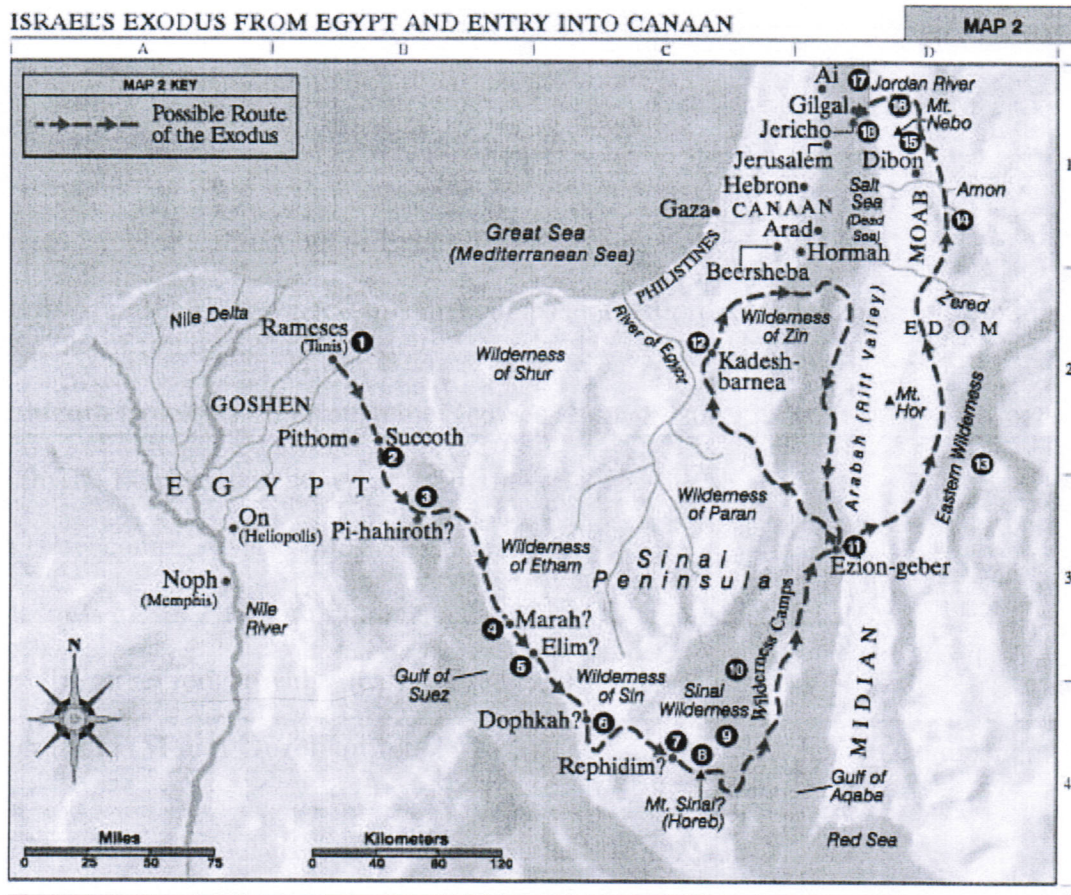 ISRAEL'S EXODUS FROM EGYPT AND ENTRY INTO CANAAN
MAP 2
A
B
C
D
MAP 2 KEY
Possible Route
of the Exodus
Ai
17
Jordan River
Gilgal
16
Mt.
Nebo
Jericho
18
15
Jerusalem
Dibon
1
Hebron
Salt
Sea
(Dead
Sea)
Arnon
Gaza
CANAAN
MOAB
14
Arad
Great Sea
(Mediterranean Sea)
Hormah
Beersheba
PHILISTINES
Zered
Nile Delta
EDOM
Rameses
(Tanis)
1
River of Egypt
Wilderness
of Zin
12
Kadesh-
barnea
Wilderness
of Shur
2
Arabah (Rift Valley)
Mt.
Hor
GOSHEN
Pithom
Succoth
2
Eastern Wilderness
13
EGYPT
3
Pi-hahiroth?
Wilderness
of Paran
On
(Heliopolis)
Wilderness
of Etham
Sinai
Peninsula
11
Ezion-geber
Noph
(Memphis)
3
Nile
River
Marah?
4
Elim?
5
Wilderness Camps
N
Gulf of
Suez
Wilderness
of Sin
10
Sinai
Wilderness
MIDIAN
Dophkah?
6
7
8
9
Rephidim?
Mt. Sinai?
(Horeb)
Gulf of
Aqaba
4
Red Sea
Miles
0 25 50 75
Kilometers
0 40 80 120